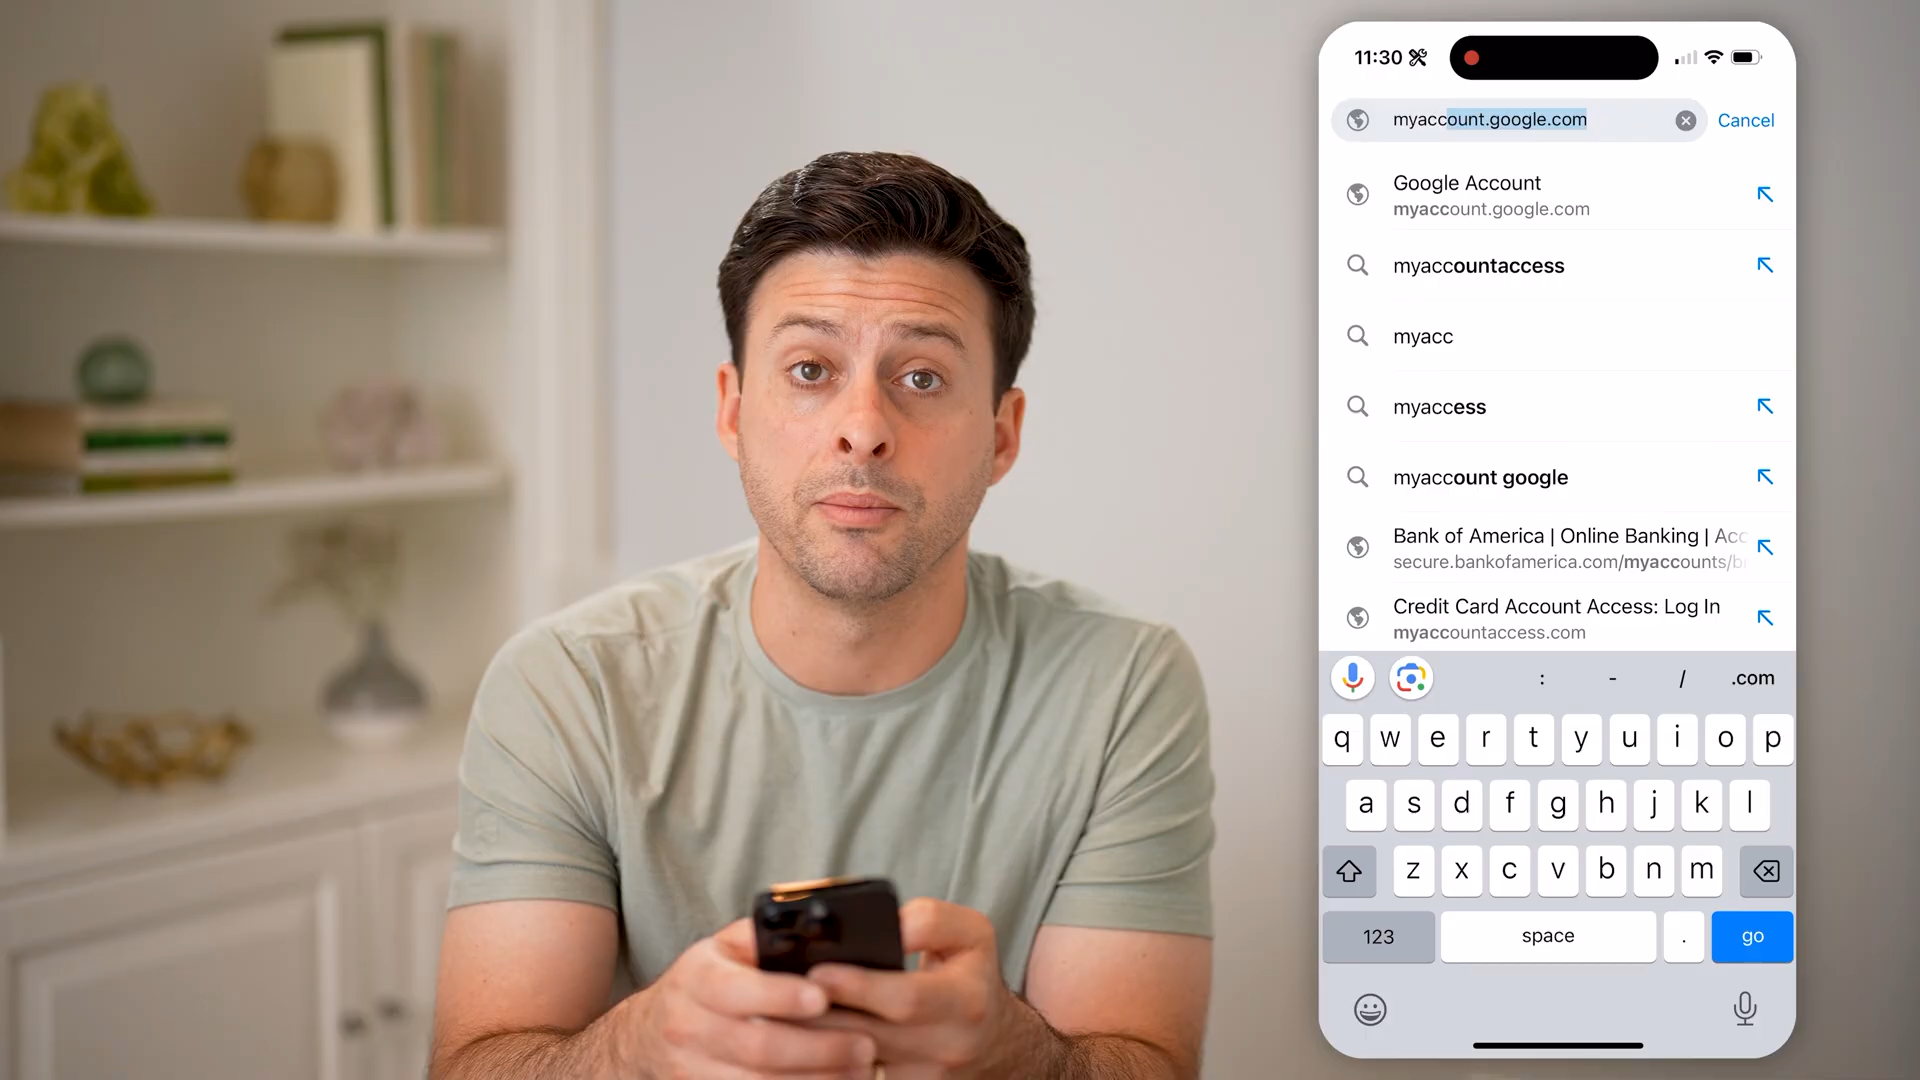 11:30
myaccount.google.com
Cancel
Google Account
myaccount.google.com
myaccountaccess
myacc
myaccess
myaccount google
Bank of America | Online Banking | Acc
secure.bankofamerica.com/myaccounts/b
Credit Card Account Access: Log In
myaccountaccess.com
: - / .com
q w e r t y u i o p
a s d f g h j k l
z x c v b n m
123 space . go